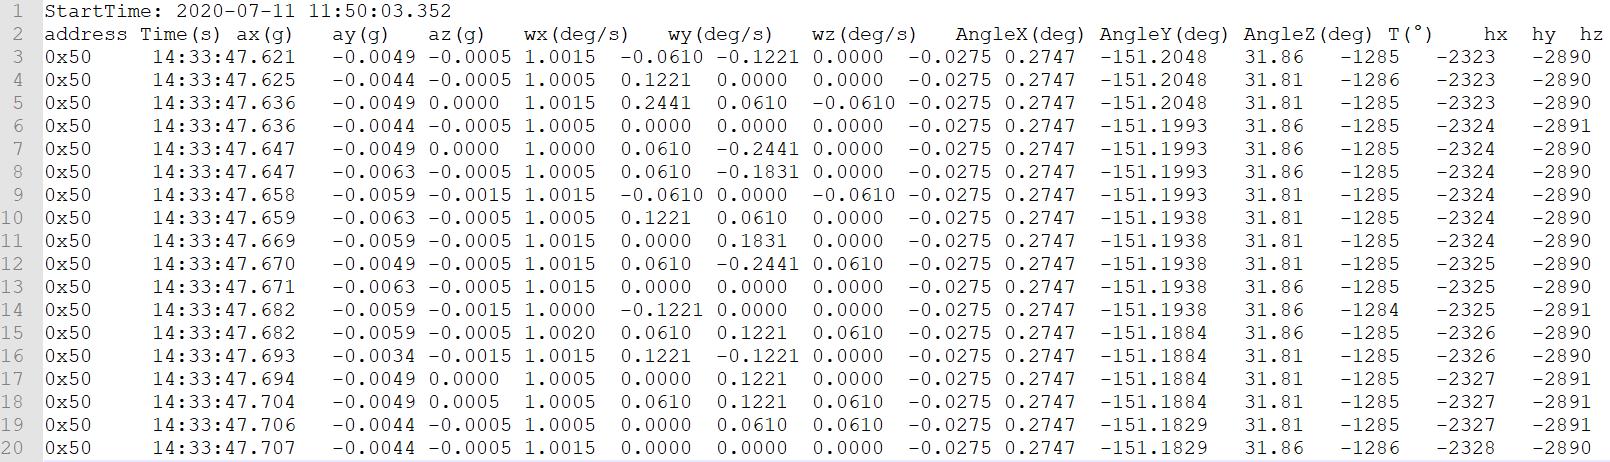 1 StartTime: 2020-07-11 11:50:03.352
2 address Time(s) ax(g) ay(g) az(g) wx(deg/s) wy(deg/s) wz(deg/s) AngleX(deg) AngleY(deg) AngleZ(deg) T(°) hx hy hz
3 0x50 14:33:47.621 -0.0049 -0.0005 1.0015 -0.0610 -0.1221 0.0000 -0.0275 0.2747 -151.2048 31.86 -1285 -2323 -2890
4 0x50 14:33:47.625 -0.0044 -0.0005 1.0005 0.1221 0.0000 0.0000 -0.0275 0.2747 -151.2048 31.81 -1286 -2323 -2890
5 0x50 14:33:47.636 -0.0049 0.0000 1.0015 0.2441 0.0610 -0.0610 -0.0275 0.2747 -151.2048 31.81 -1285 -2323 -2890
6 0x50 14:33:47.636 -0.0044 -0.0005 1.0005 0.0000 0.0000 0.0000 -0.0275 0.2747 -151.1993 31.86 -1285 -2324 -2891
7 0x50 14:33:47.647 -0.0049 0.0000 1.0000 0.0610 -0.2441 0.0000 -0.0275 0.2747 -151.1993 31.86 -1285 -2324 -2890
8 0x50 14:33:47.647 -0.0063 -0.0005 1.0005 0.0610 -0.1831 0.0000 -0.0275 0.2747 -151.1993 31.86 -1285 -2324 -2890
9 0x50 14:33:47.658 -0.0059 -0.0015 1.0015 -0.0610 0.0000 -0.0610 -0.0275 0.2747 -151.1993 31.81 -1285 -2324 -2890
10 0x50 14:33:47.659 -0.0063 -0.0005 1.0005 0.1221 0.0610 0.0000 -0.0275 0.2747 -151.1938 31.81 -1285 -2324 -2890
11 0x50 14:33:47.669 -0.0059 -0.0005 1.0015 0.0000 0.1831 0.0000 -0.0275 0.2747 -151.1938 31.81 -1285 -2324 -2890
12 0x50 14:33:47.670 -0.0049 -0.0005 1.0015 0.0610 -0.2441 0.0610 -0.0275 0.2747 -151.1938 31.81 -1285 -2325 -2890
13 0x50 14:33:47.671 -0.0063 -0.0005 1.0015 0.0000 0.0000 0.0000 -0.0275 0.2747 -151.1938 31.86 -1285 -2325 -2890
14 0x50 14:33:47.682 -0.0059 -0.0015 1.0000 -0.1221 0.0000 0.0000 -0.0275 0.2747 -151.1938 31.86 -1284 -2325 -2891
15 0x50 14:33:47.682 -0.0059 -0.0005 1.0020 0.0610 0.1221 0.0610 -0.0275 0.2747 -151.1884 31.86 -1285 -2326 -2890
16 0x50 14:33:47.693 -0.0034 -0.0015 1.0015 0.1221 -0.1221 0.0000 -0.0275 0.2747 -151.1884 31.81 -1285 -2326 -2890
17 0x50 14:33:47.694 -0.0049 0.0000 1.0005 0.0000 0.1221 0.0000 -0.0275 0.2747 -151.1884 31.81 -1285 -2327 -2891
18 0x50 14:33:47.704 -0.0049 0.0005 1.0005 0.0610 0.1221 0.0610 -0.0275 0.2747 -151.1884 31.81 -1285 -2327 -2891
19 0x50 14:33:47.706 -0.0044 -0.0005 1.0005 0.0000 0.0610 0.0610 -0.0275 0.2747 -151.1829 31.81 -1285 -2327 -2891
20 0x50 14:33:47.707 -0.0044 -0.0005 1.0015 0.0000 0.0000 0.0000 -0.0275 0.2747 -151.1829 31.86 -1286 -2328 -2890